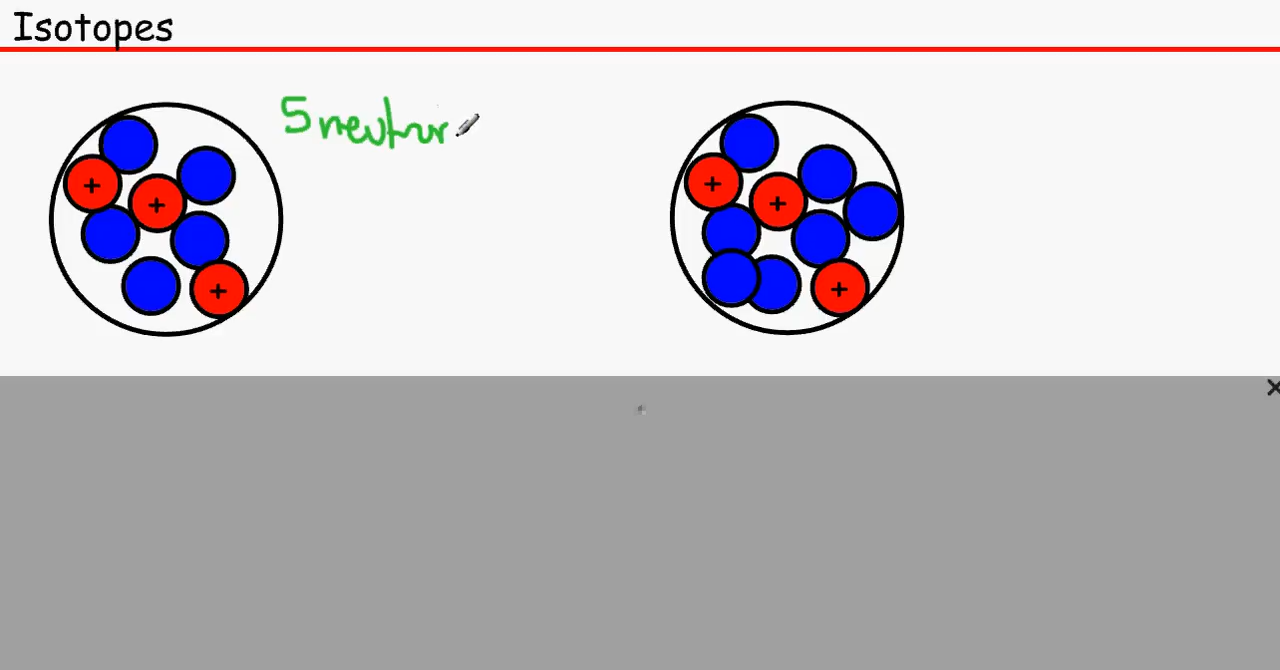 Isotopes
5 neutr
+ + + + + +